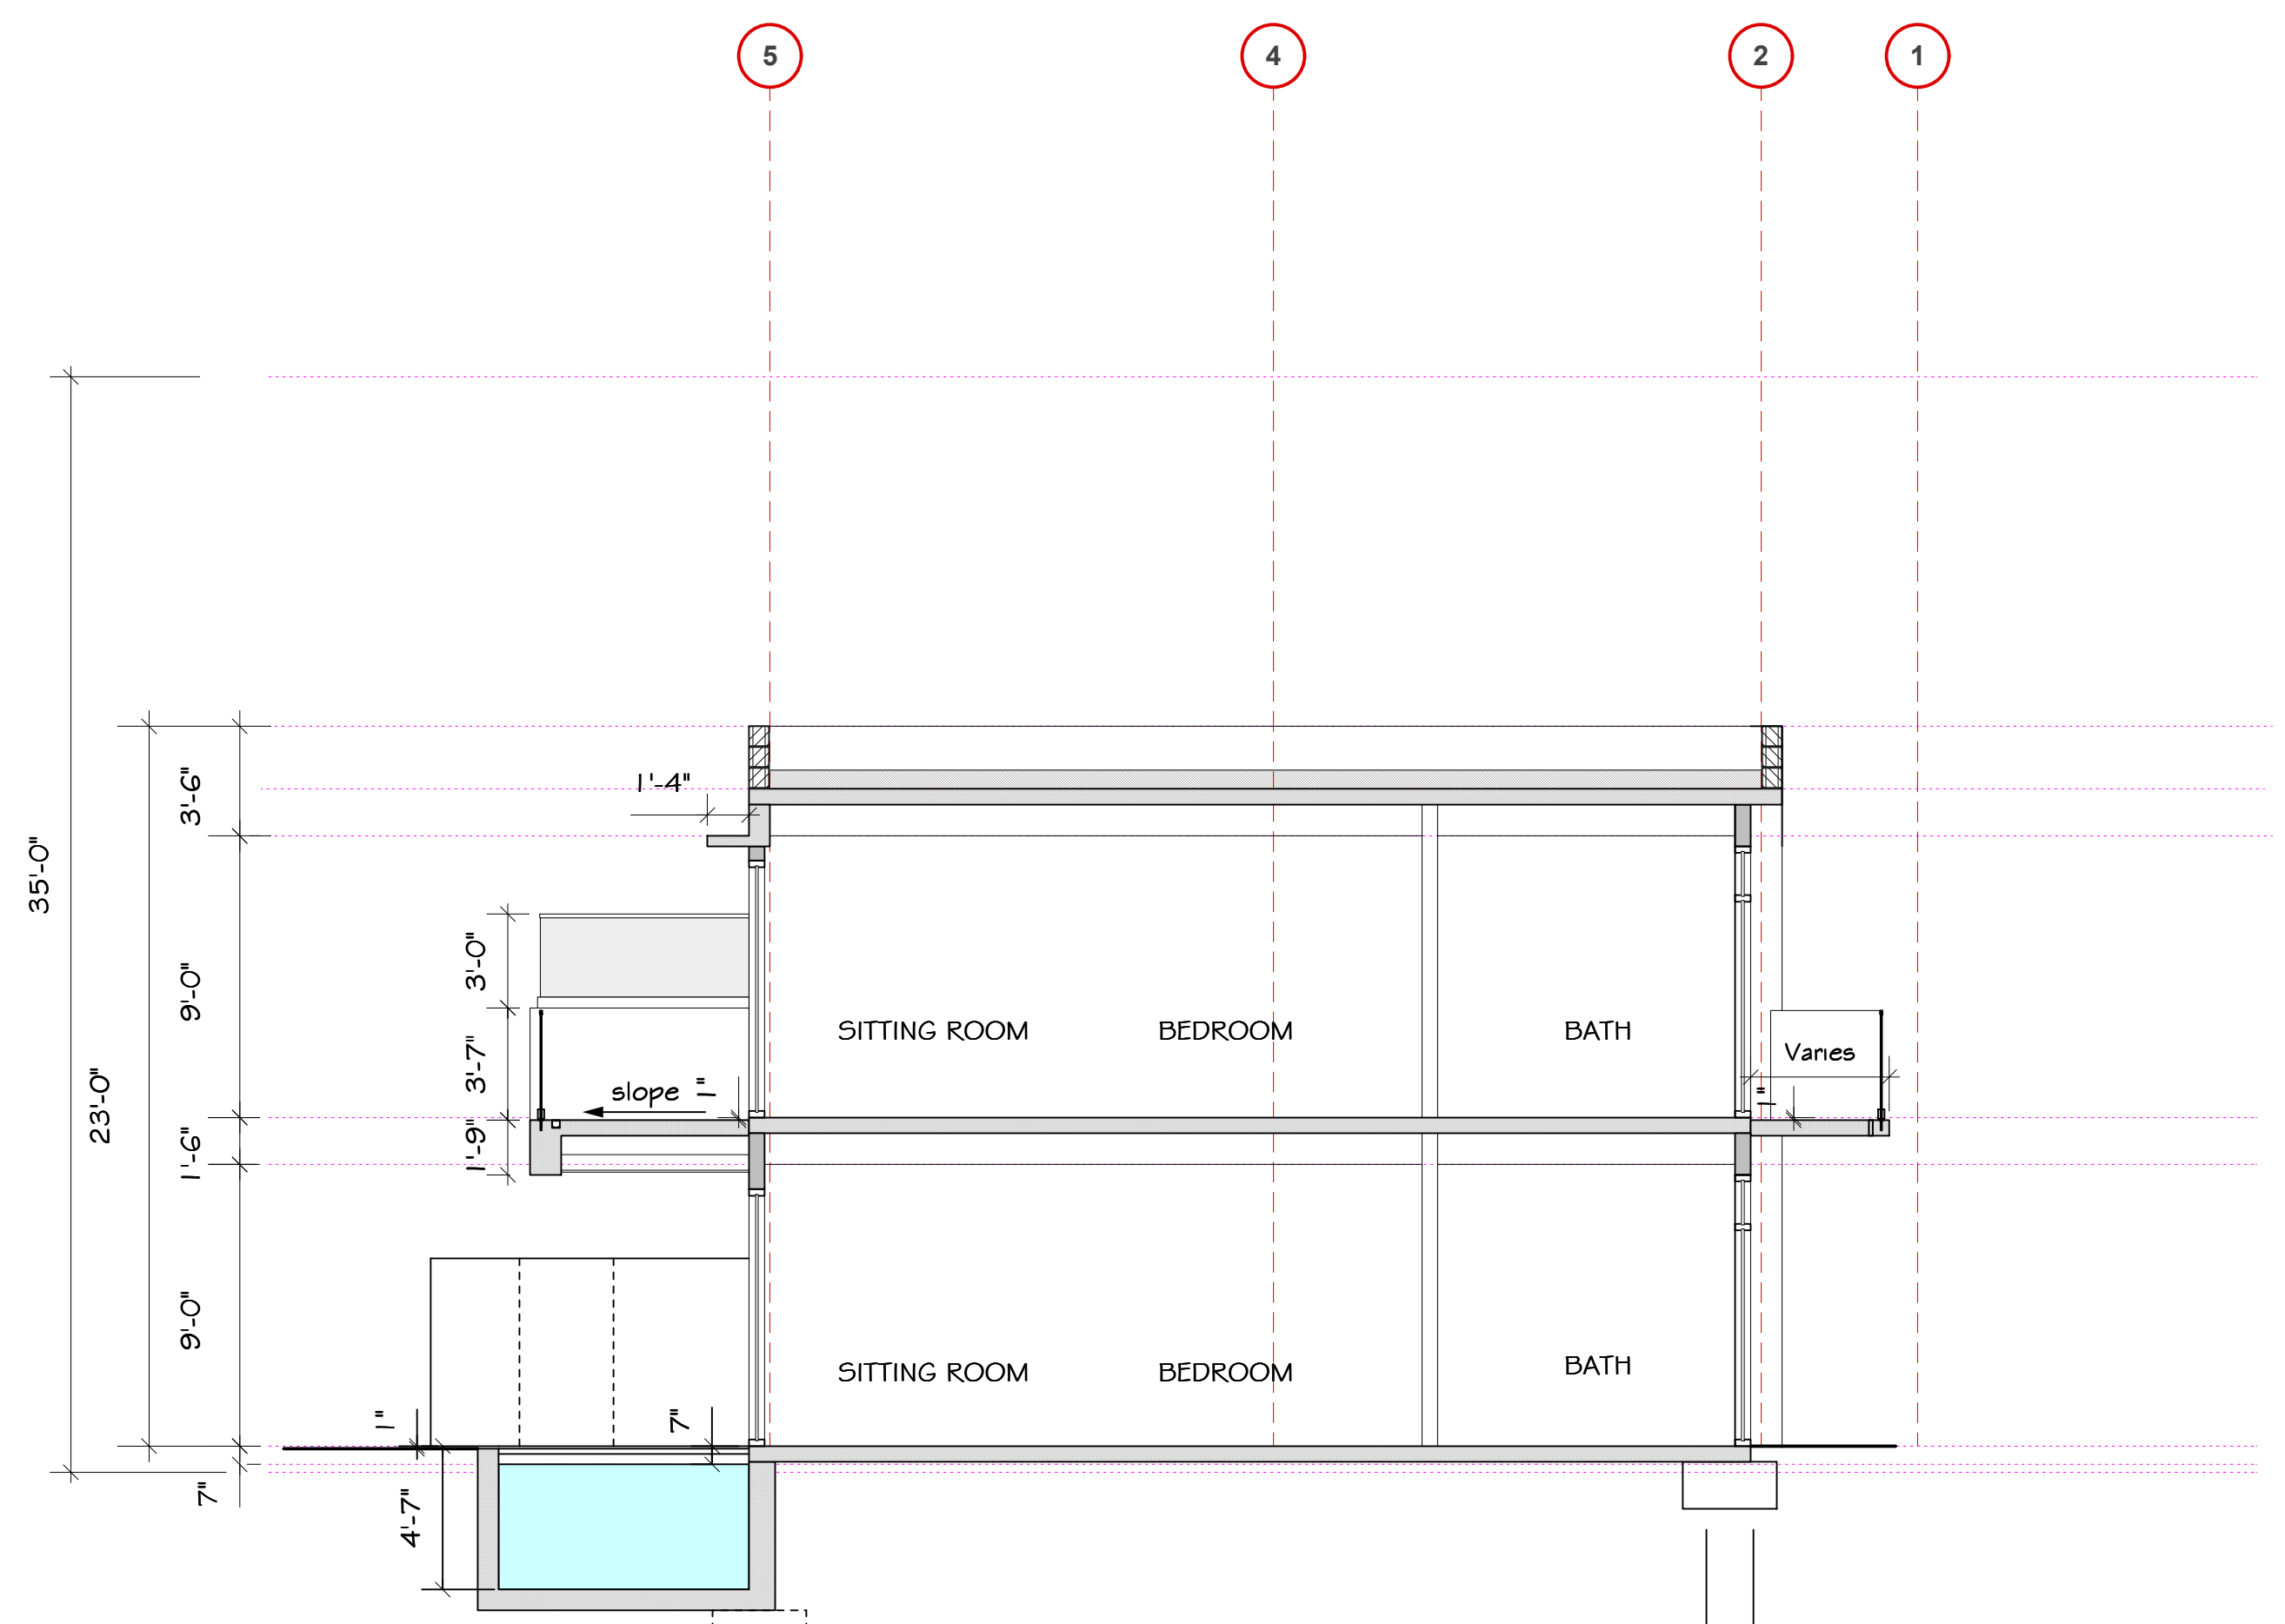 5
4
2
1
1'-4"
3'-6"
35'-0"
9'-0"
3'-0"
SITTING ROOM
BEDROOM
BATH
3'-7"
Varies
slope
1"
1"
23'-0"
1'-6"
1'-9"
9'-0"
SITTING ROOM
BEDROOM
BATH
1"
7"
7"
4'-7"